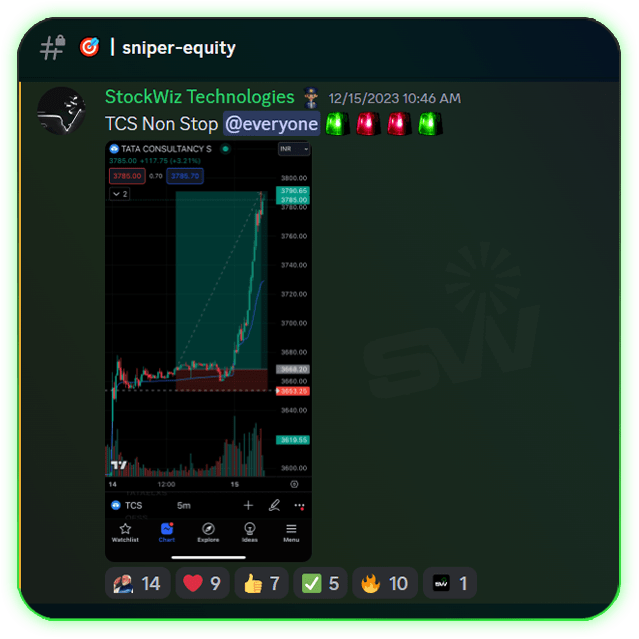 | sniper-equity
StockWiz Technologies 12/15/2023 10:46 AM
TCS Non Stop @everyone
TATA CONSULTANCY S INR
3785.00 +117.75 (+3.21%)
3785.00 0.70 3785.70
2
3800.00
3790.65
3785.00
3780.00
3760.00
3740.00
3720.00
3700.00
3680.00
3668.20
3660.00
3653.25
3640.00
3619.55
3600.00
14 12:00 15
TCS 5m
Watchlist Chart Explore Ideas Menu
14 9 7 5 10 1
SW